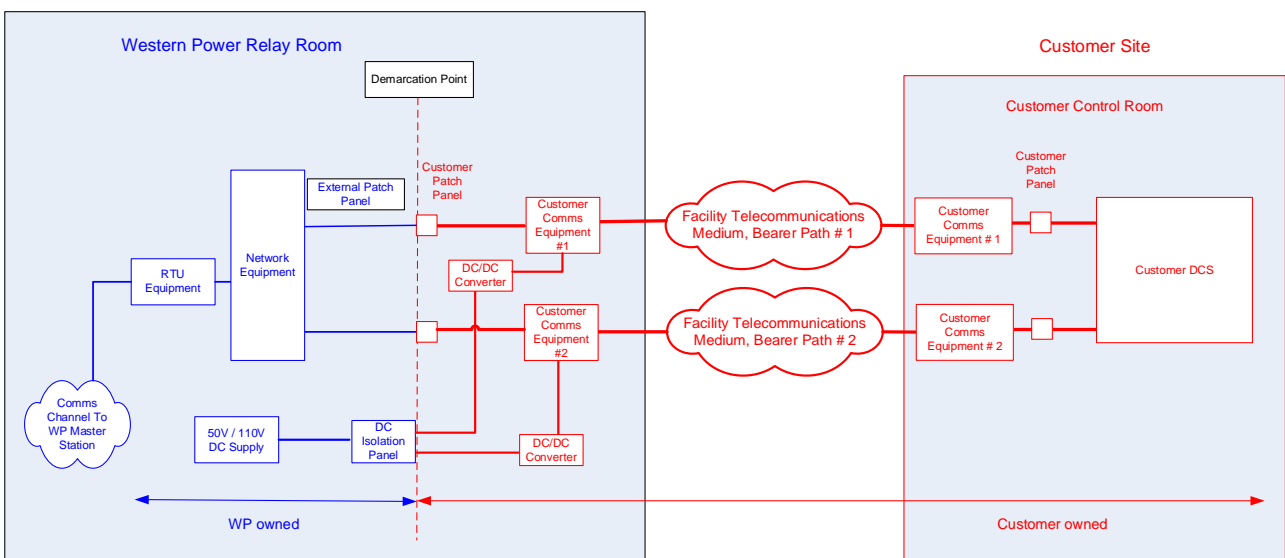 Western Power Relay Room
Customer Site
Demarcation Point
Customer Control Room
Customer
Patch
Panel
Customer
Patch
Panel
External Patch
Panel
Customer
Comms
Equipment
#1
Facility Telecommunications
Medium, Bearer Path # 1
Customer
Comms
Equipment # 1
Network
Equipment
RTU
Equipment
DC/DC
Converter
Customer DCS
Customer
Comms
Equipment
#2
Facility Telecommunications
Medium, Bearer Path # 2
Customer
Comms
Equipment # 2
Comms
Channel To
WP Master
Station
50V / 110V
DC Supply
DC
Isolation
Panel
DC/DC
Converter
WP owned
Customer owned